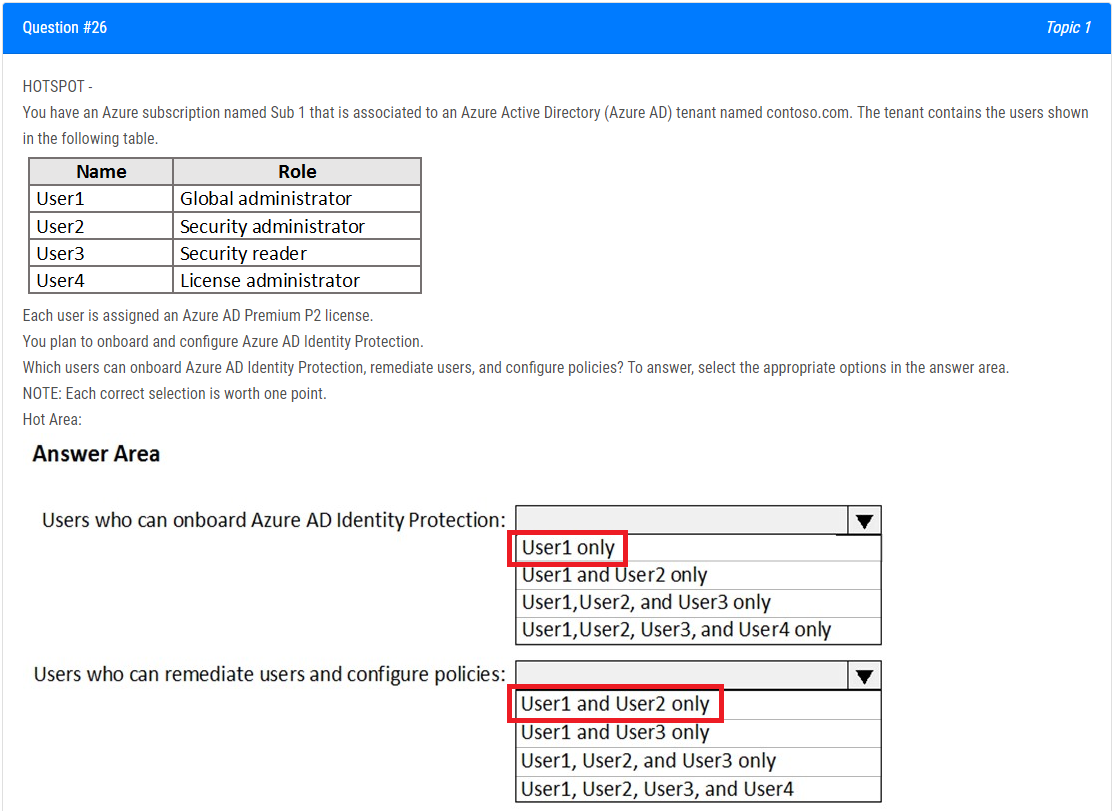 Question #26 Topic 1
HOTSPOT -
You have an Azure subscription named Sub 1 that is associated to an Azure Active Directory (Azure AD) tenant named contoso.com. The tenant contains the users shown
in the following table.
Name Role
User1 Global administrator
User2 Security administrator
User3 Security reader
User4 License administrator
Each user is assigned an Azure AD Premium P2 license.
You plan to onboard and configure Azure AD Identity Protection.
Which users can onboard Azure AD Identity Protection, remediate users, and configure policies? To answer, select the appropriate options in the answer area.
NOTE: Each correct selection is worth one point.
Hot Area:
Answer Area
Users who can onboard Azure AD Identity Protection:
User1 only
User1 and User2 only
User1,User2, and User3 only
User1,User2, User3, and User4 only
Users who can remediate users and configure policies:
User1 and User2 only
User1 and User3 only
User1, User2, and User3 only
User1, User2, User3, and User4